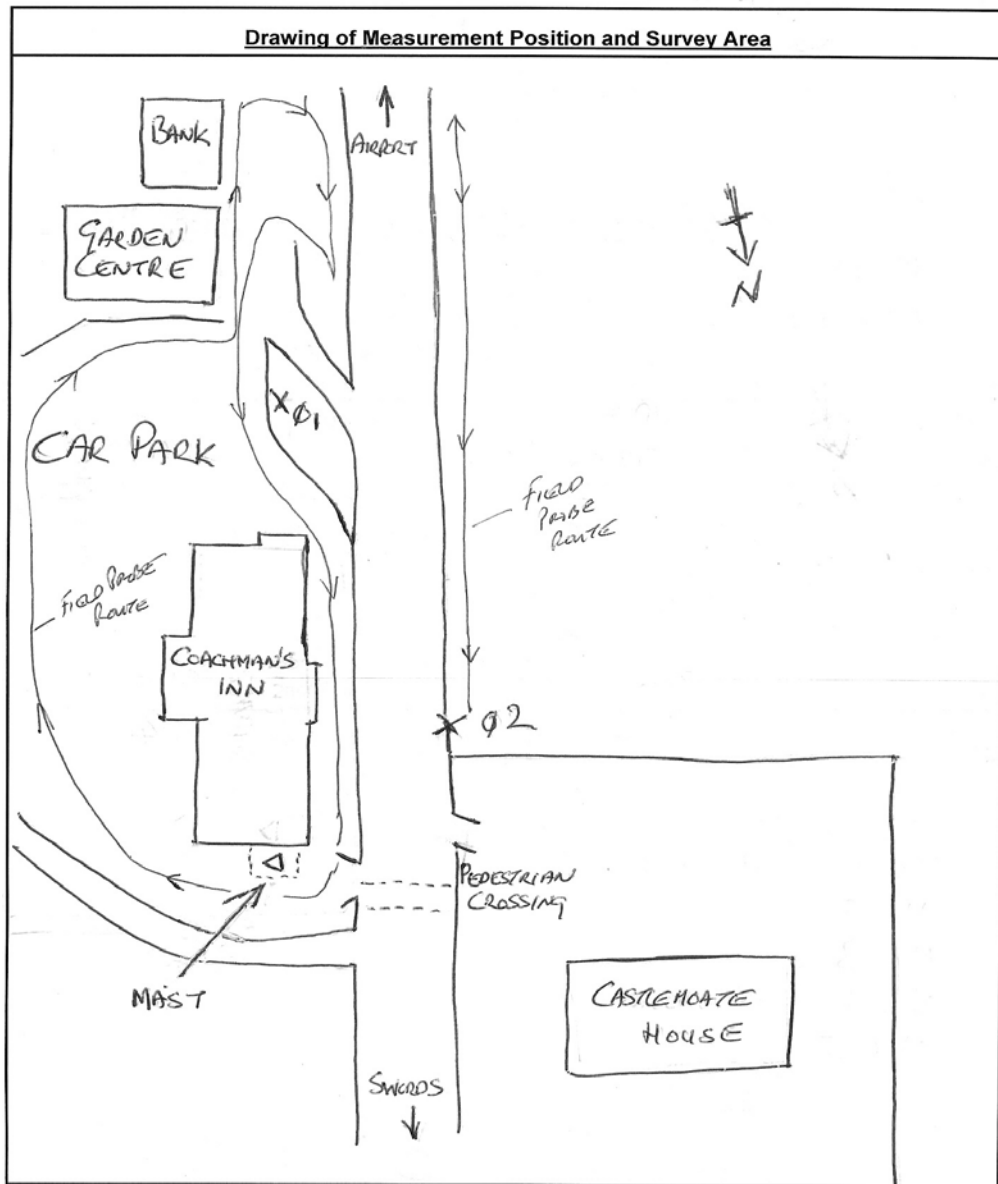 Drawing of Measurement Position and Survey Area
BANK
AIRPORT
GARDEN
CENTRE
N
X Ø1
CAR PARK
FIELD
PROBE
ROUTE
FIELD PROBE
ROUTE
COACHMAN'S
INN
X Ø2
PEDESTRIAN
CROSSING
MAST
CASTLEMOATE
HOUSE
SWORDS